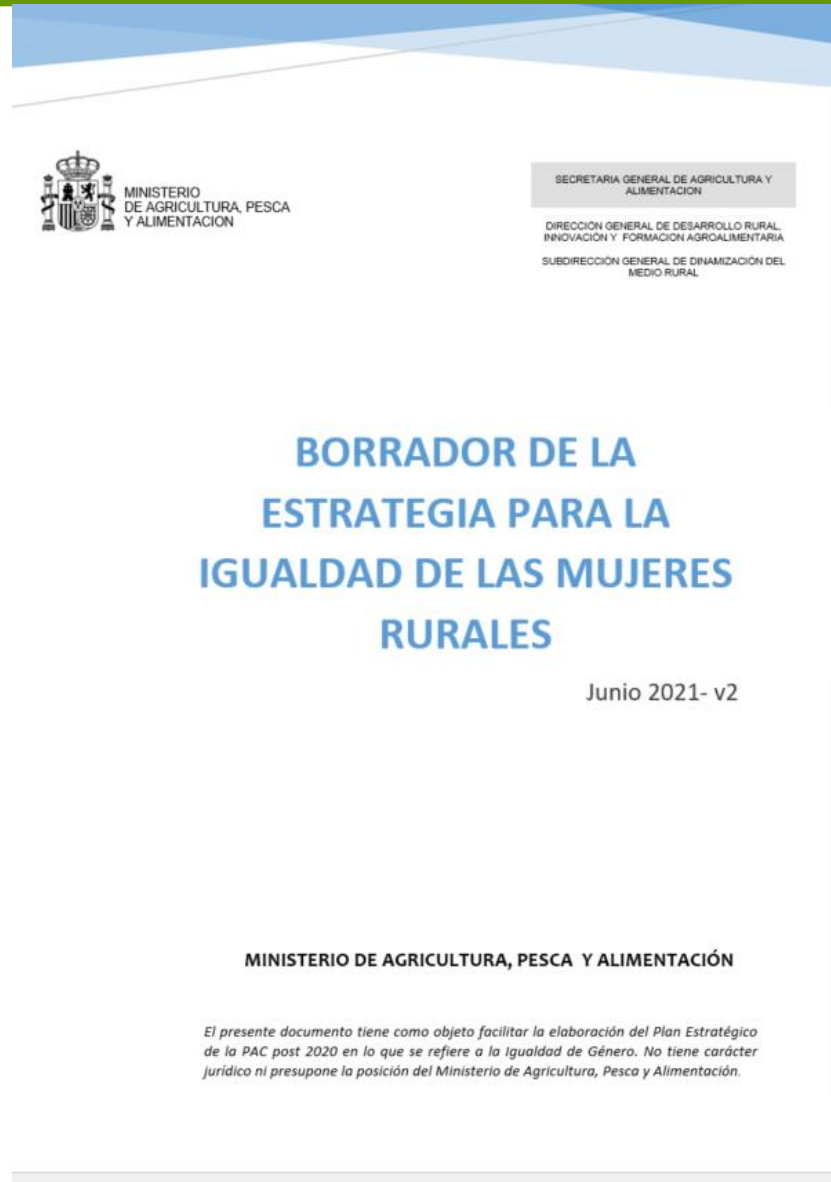 MINISTERIO
DE AGRICULTURA, PESCA
Y ALIMENTACION
SECRETARIA GENERAL DE AGRICULTURA Y
ALIMENTACION
DIRECCIÓN GENERAL DE DESARROLLO RURAL,
INNOVACIÓN Y FORMACION AGROALIMENTARIA
SUBDIRECCIÓN GENERAL DE DINAMIZACIÓN DEL
MEDIO RURAL
BORRADOR DE LA
ESTRATEGIA PARA LA
IGUALDAD DE LAS MUJERES
RURALES
Junio 2021- v2
MINISTERIO DE AGRICULTURA, PESCA Y ALIMENTACIÓN
El presente documento tiene como objeto facilitar la elaboración del Plan Estratégico
de la PAC post 2020 en lo que se refiere a la Igualdad de Género. No tiene carácter
jurídico ni presupone la posición del Ministerio de Agricultura, Pesca y Alimentación.